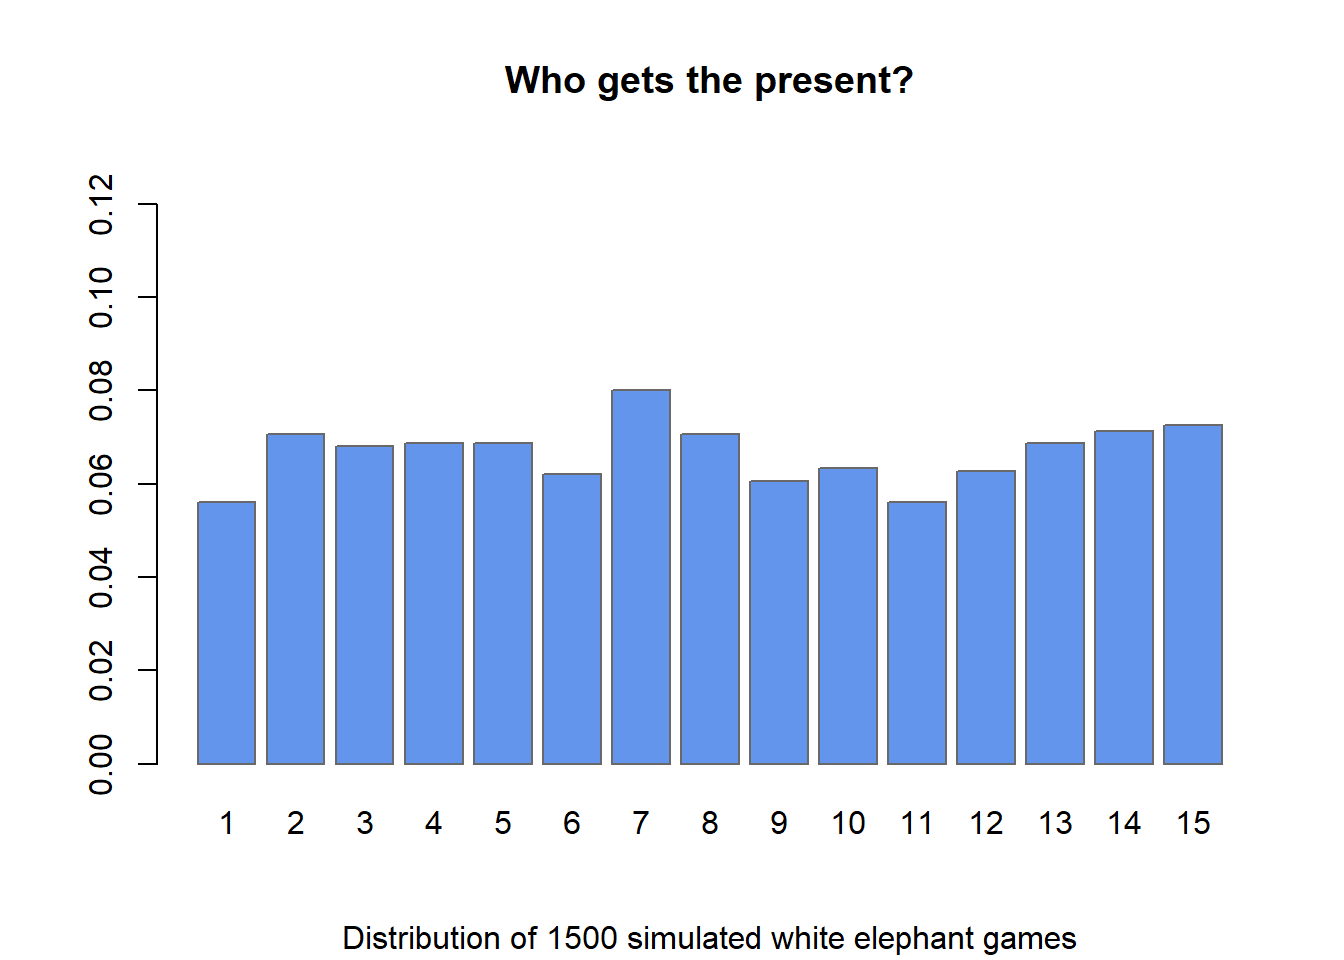 Who gets the present?
0.12
0.10
0.08
0.06
0.04
0.02
0.00
1 2 3 4 5 6 7 8 9 10 11 12 13 14 15
Distribution of 1500 simulated white elephant games